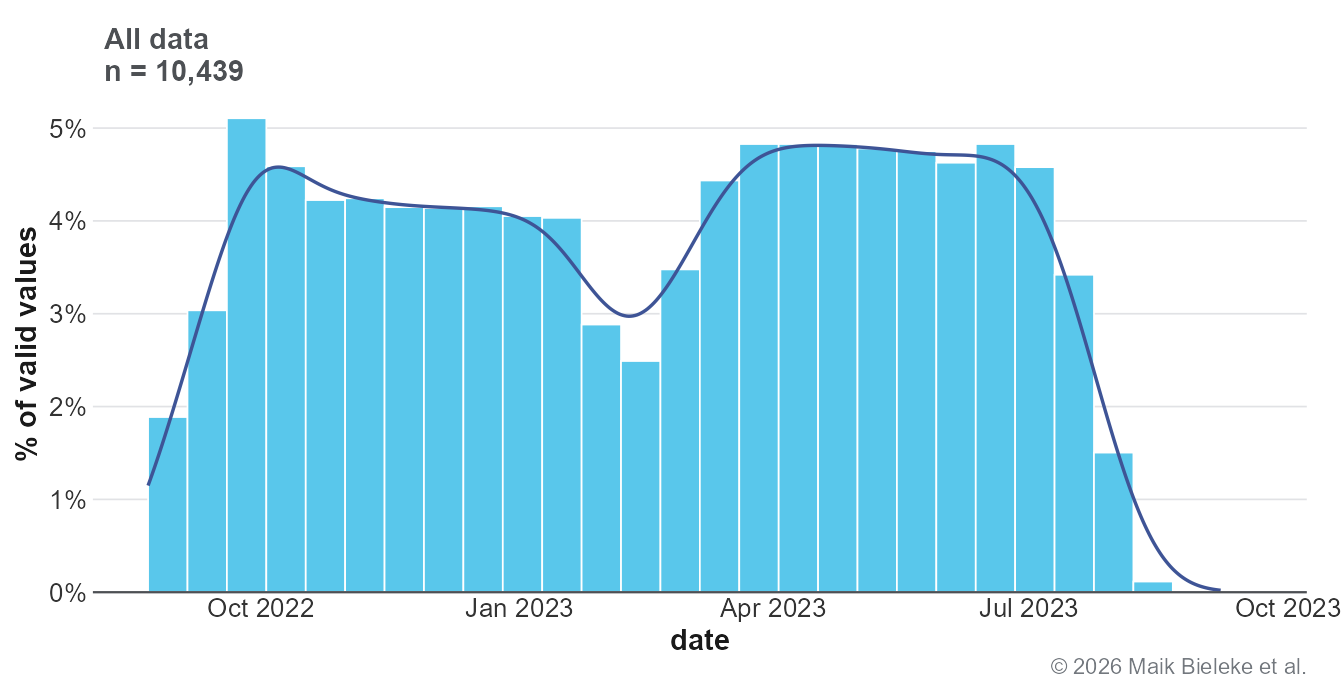 All data
n = 10,439
% of valid values
5%
4%
3%
2%
1%
0%
Oct 2022 Jan 2023 Apr 2023 Jul 2023 Oct 2023
date
© 2026 Maik Bieleke et al.